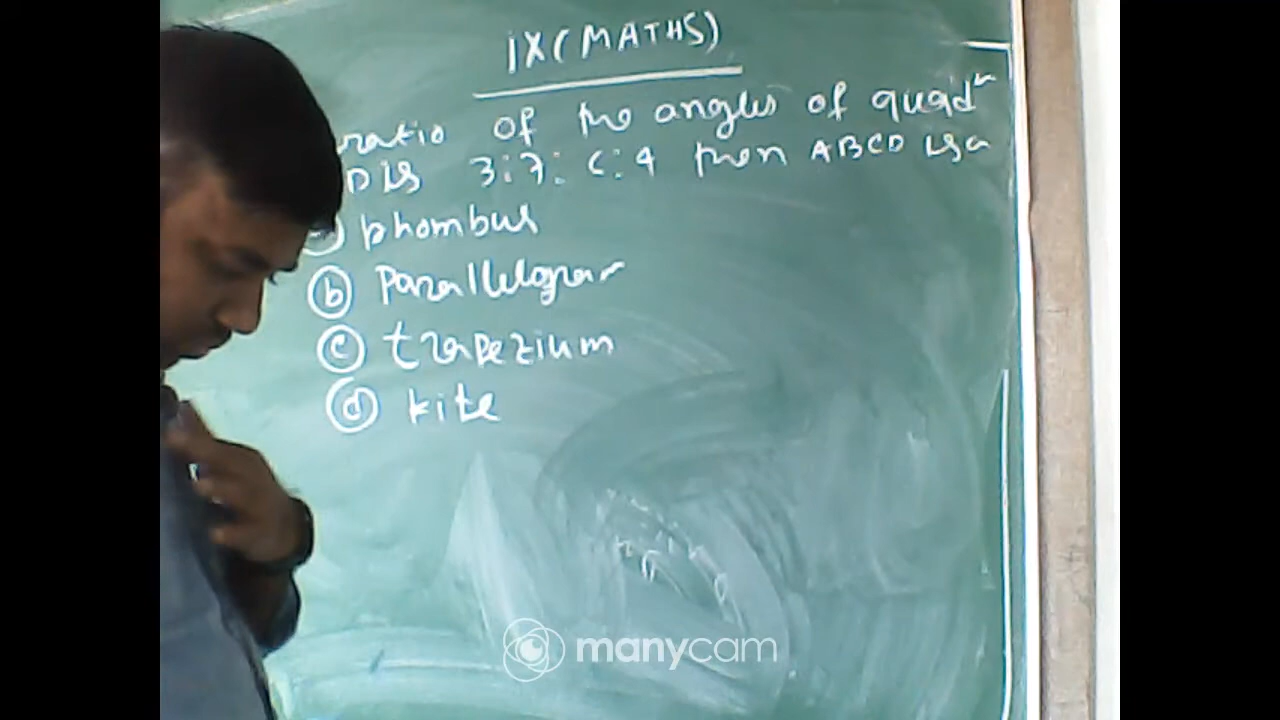 IX (MATHS)
ratio of the angles of quadr
D is 3:7: 6:4 then ABCD is a
rhombus
(b) Parallelogram
(c) trapezium
(d) kite
manycam